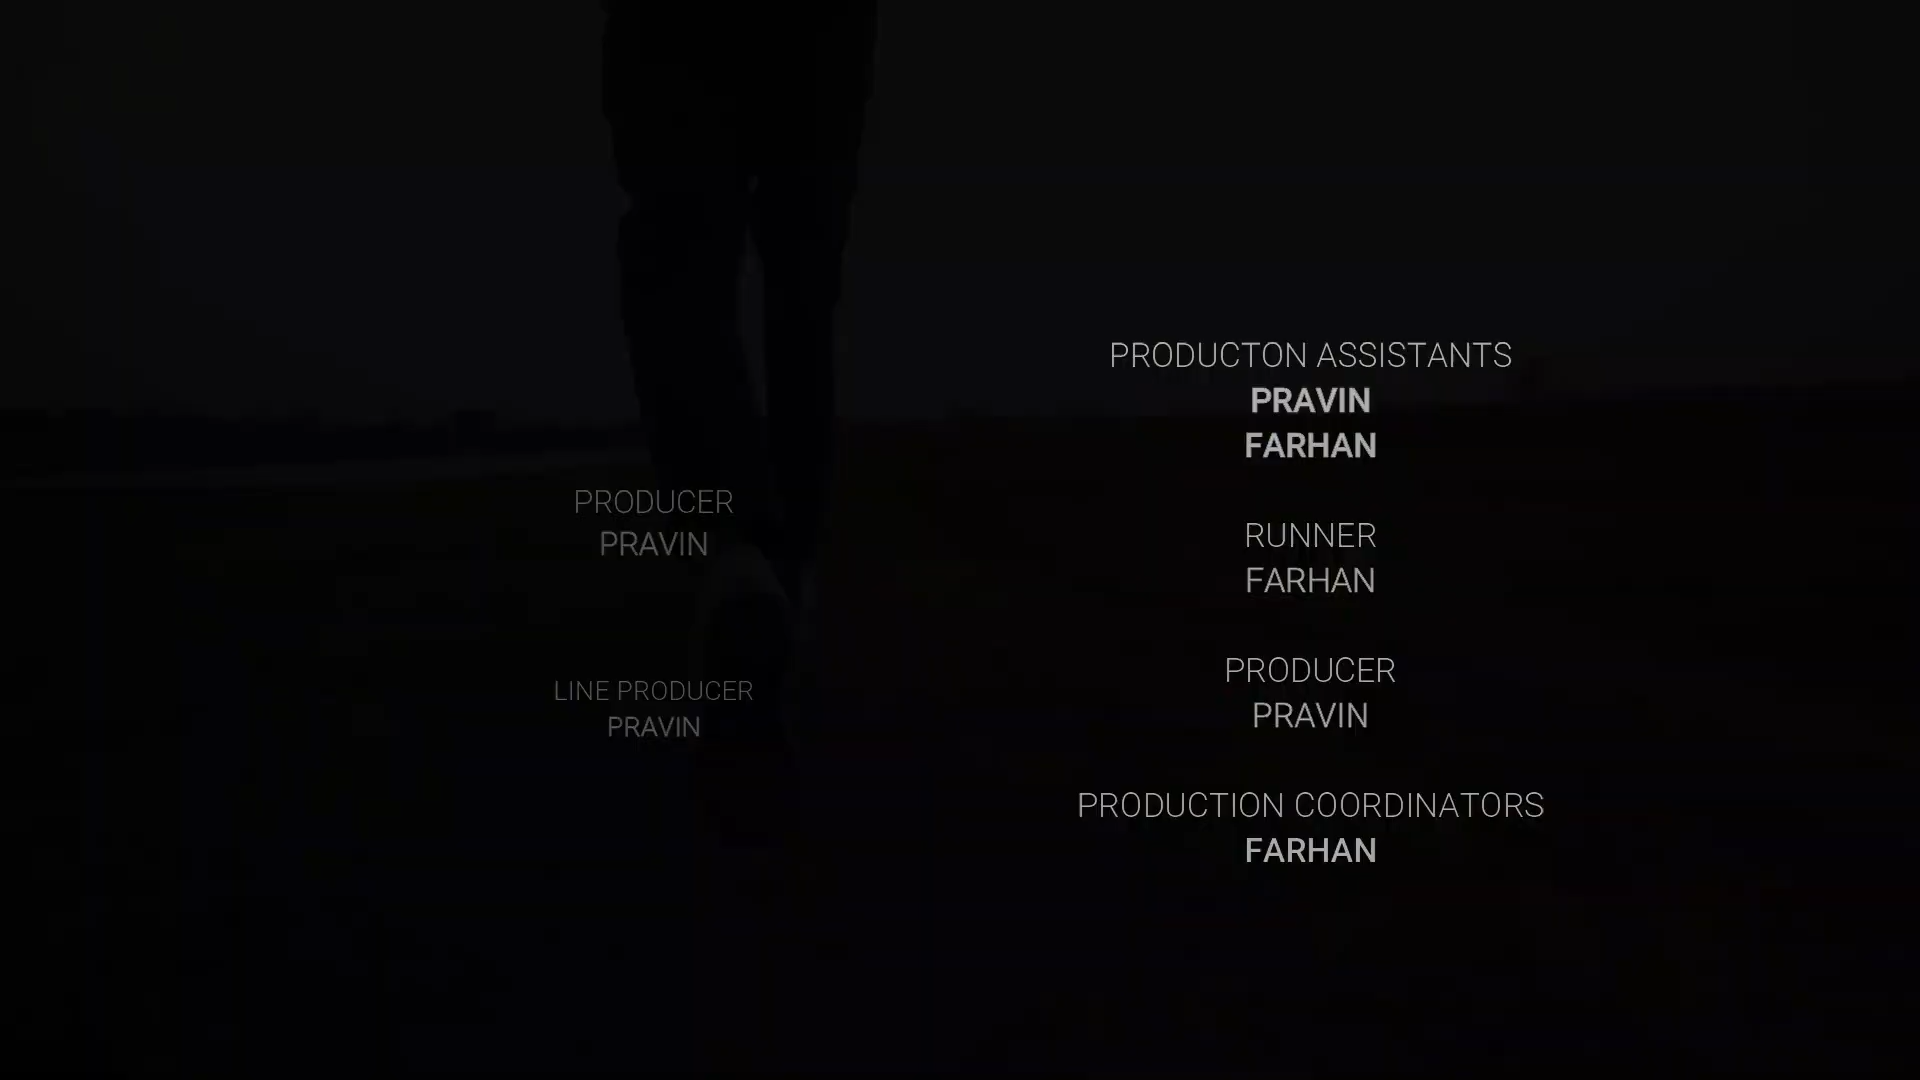 PRODUCER
PRAVIN
LINE PRODUCER
PRAVIN
PRODUCTON ASSISTANTS
PRAVIN
FARHAN
RUNNER
FARHAN
PRODUCER
PRAVIN
PRODUCTION COORDINATORS
FARHAN